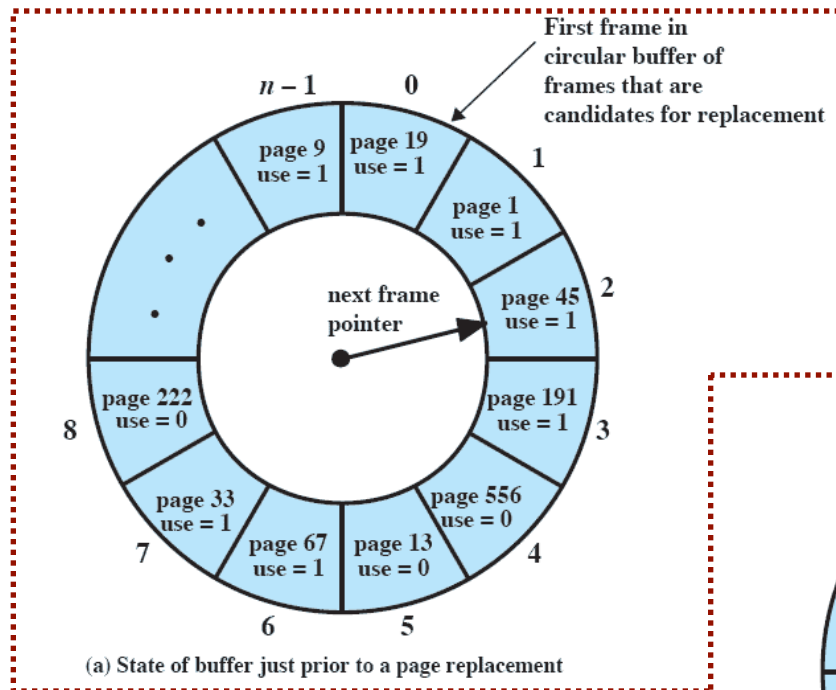 First frame in
circular buffer of
frames that are
candidates for replacement
n – 1
0
page 9
use = 1
page 19
use = 1
1
page 1
use = 1
2
page 45
use = 1
next frame
pointer
page 191
use = 1
3
page 556
use = 0
4
page 13
use = 0
5
page 67
use = 1
6
page 33
use = 1
7
page 222
use = 0
8
(a) State of buffer just prior to a page replacement